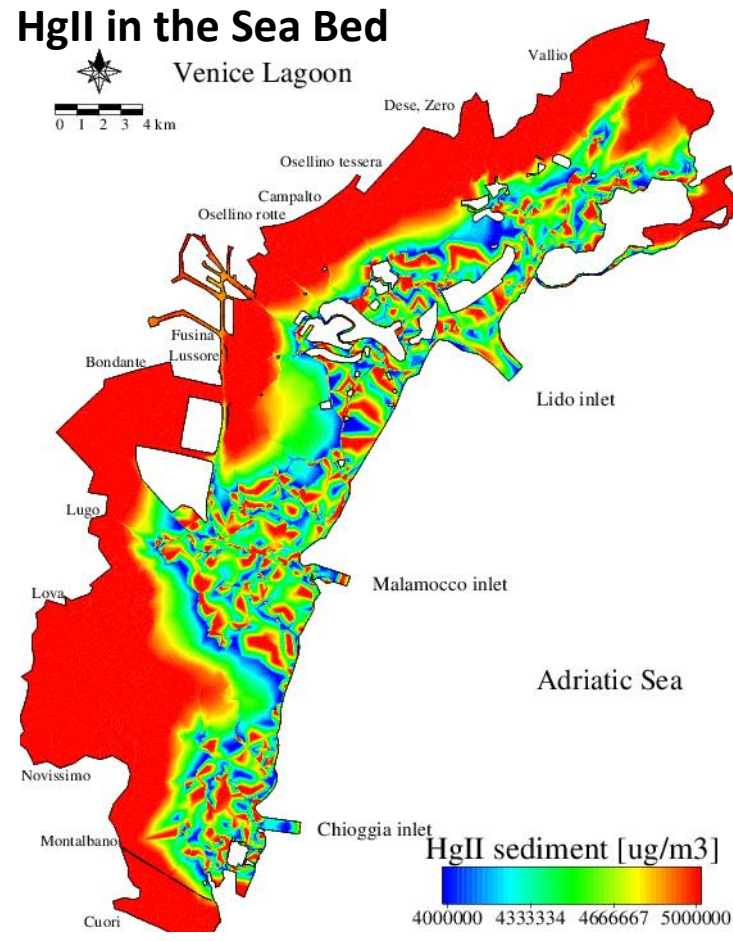 HgII in the Sea Bed
Venice Lagoon
0 1 2 3 4 km
Vallio
Dese, Zero
Osellino tessera
Campalto
Osellino rotte
Fusina
Lussore
Bondante
Lido inlet
Lugo
Malamocco inlet
Lova
Adriatic Sea
Novissimo
Chioggia inlet
Montalbano
HgII sediment [ug/m3]
4000000 4333334 4666667 5000000
Cuori